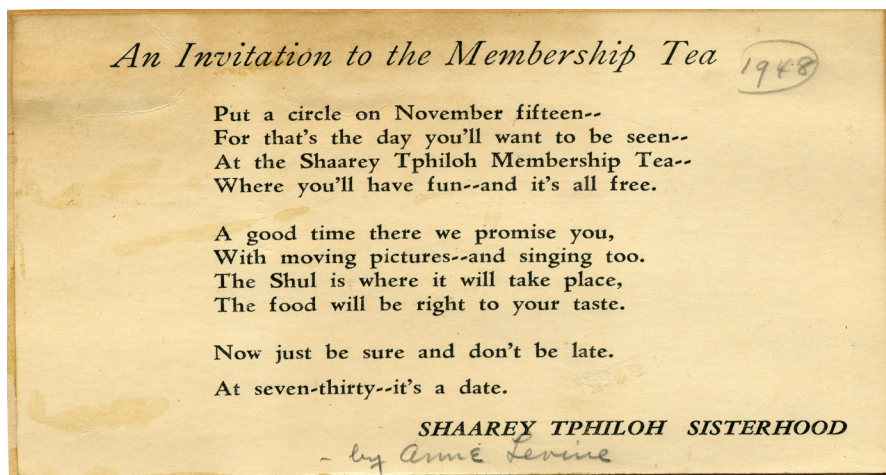 An Invitation to the Membership Tea
1948
Put a circle on November fifteen--
For that's the day you'll want to be seen--
At the Shaarey Tphiloh Membership Tea--
Where you'll have fun--and it's all free.
A good time there we promise you,
With moving pictures--and singing too.
The Shul is where it will take place,
The food will be right to your taste.
Now just be sure and don't be late.
At seven-thirty--it's a date.
SHAAREY TPHILOH SISTERHOOD
- by Anne Levine